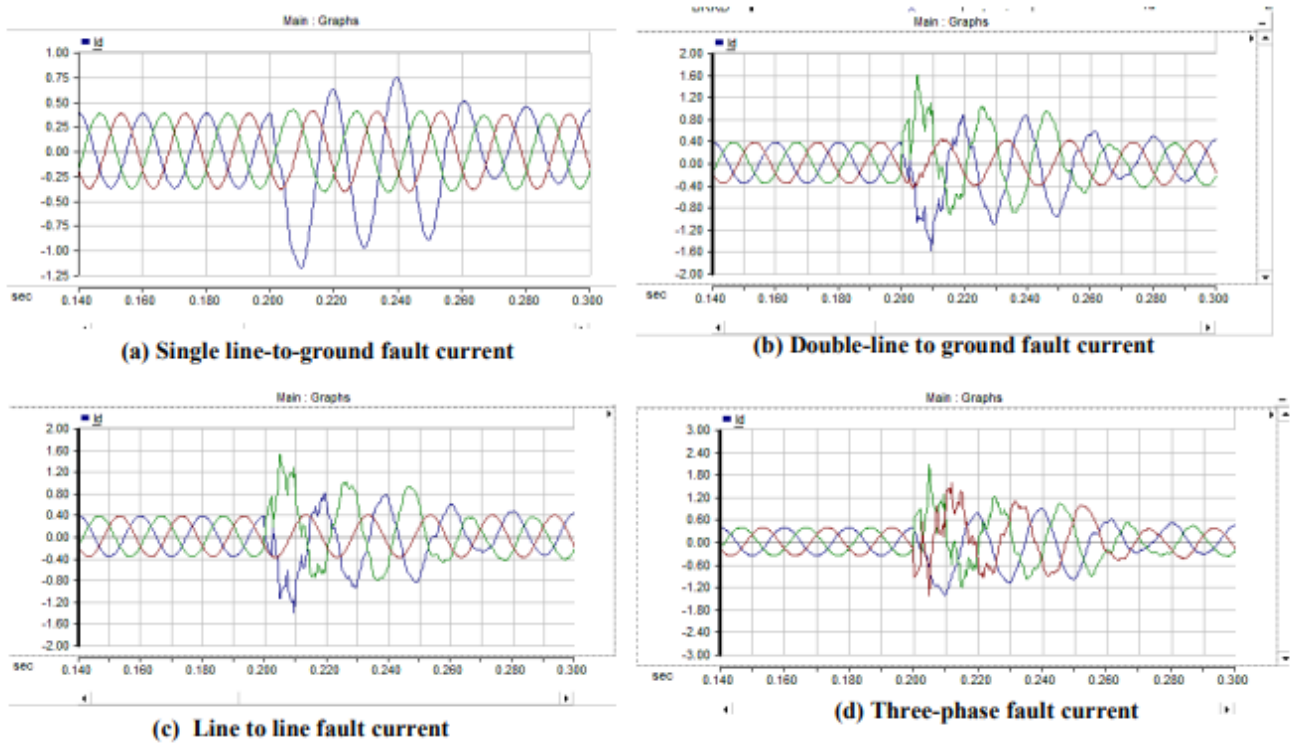 Main : Graphs
Id
1.00
0.75
0.50
0.25
0.00
-0.25
-0.50
-0.75
-1.00
-1.25
sec 0.140 0.160 0.180 0.200 0.220 0.240 0.260 0.280 0.300
(a) Single line-to-ground fault current
Main : Graphs
Id
2.00
1.60
1.20
0.80
0.40
0.00
-0.40
-0.80
-1.20
-1.60
-2.00
sec 0.140 0.160 0.180 0.200 0.220 0.240 0.260 0.280 0.300
(b) Double-line to ground fault current
Main : Graphs
Id
2.00
1.60
1.20
0.80
0.40
0.00
-0.40
-0.80
-1.20
-1.60
-2.00
sec 0.140 0.160 0.180 0.200 0.220 0.240 0.260 0.280 0.300
(c) Line to line fault current
Main : Graphs
Id
3.00
2.40
1.80
1.20
0.60
0.00
-0.60
-1.20
-1.80
-2.40
-3.00
sec 0.140 0.160 0.180 0.200 0.220 0.240 0.260 0.280 0.300
(d) Three-phase fault current